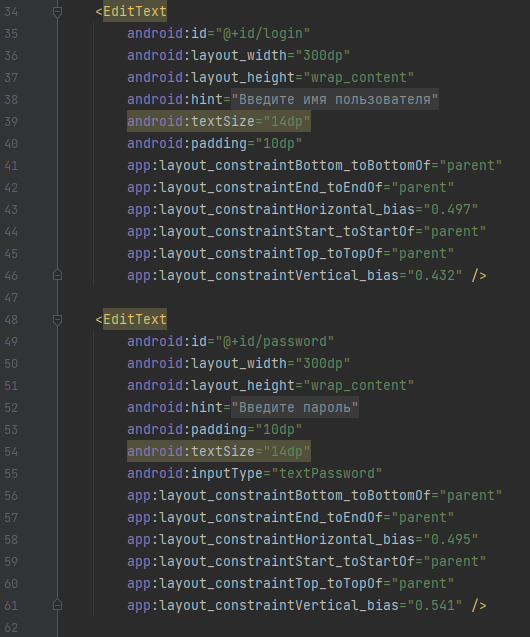 34 <EditText
35 android:id="@+id/login"
36 android:layout_width="300dp"
37 android:layout_height="wrap_content"
38 android:hint="Введите имя пользователя"
39 android:textSize="14dp"
40 android:padding="10dp"
41 app:layout_constraintBottom_toBottomOf="parent"
42 app:layout_constraintEnd_toEndOf="parent"
43 app:layout_constraintHorizontal_bias="0.497"
44 app:layout_constraintStart_toStartOf="parent"
45 app:layout_constraintTop_toTopOf="parent"
46 app:layout_constraintVertical_bias="0.432" />
47
48 <EditText
49 android:id="@+id/password"
50 android:layout_width="300dp"
51 android:layout_height="wrap_content"
52 android:hint="Введите пароль"
53 android:padding="10dp"
54 android:textSize="14dp"
55 android:inputType="textPassword"
56 app:layout_constraintBottom_toBottomOf="parent"
57 app:layout_constraintEnd_toEndOf="parent"
58 app:layout_constraintHorizontal_bias="0.495"
59 app:layout_constraintStart_toStartOf="parent"
60 app:layout_constraintTop_toTopOf="parent"
61 app:layout_constraintVertical_bias="0.541" />
62